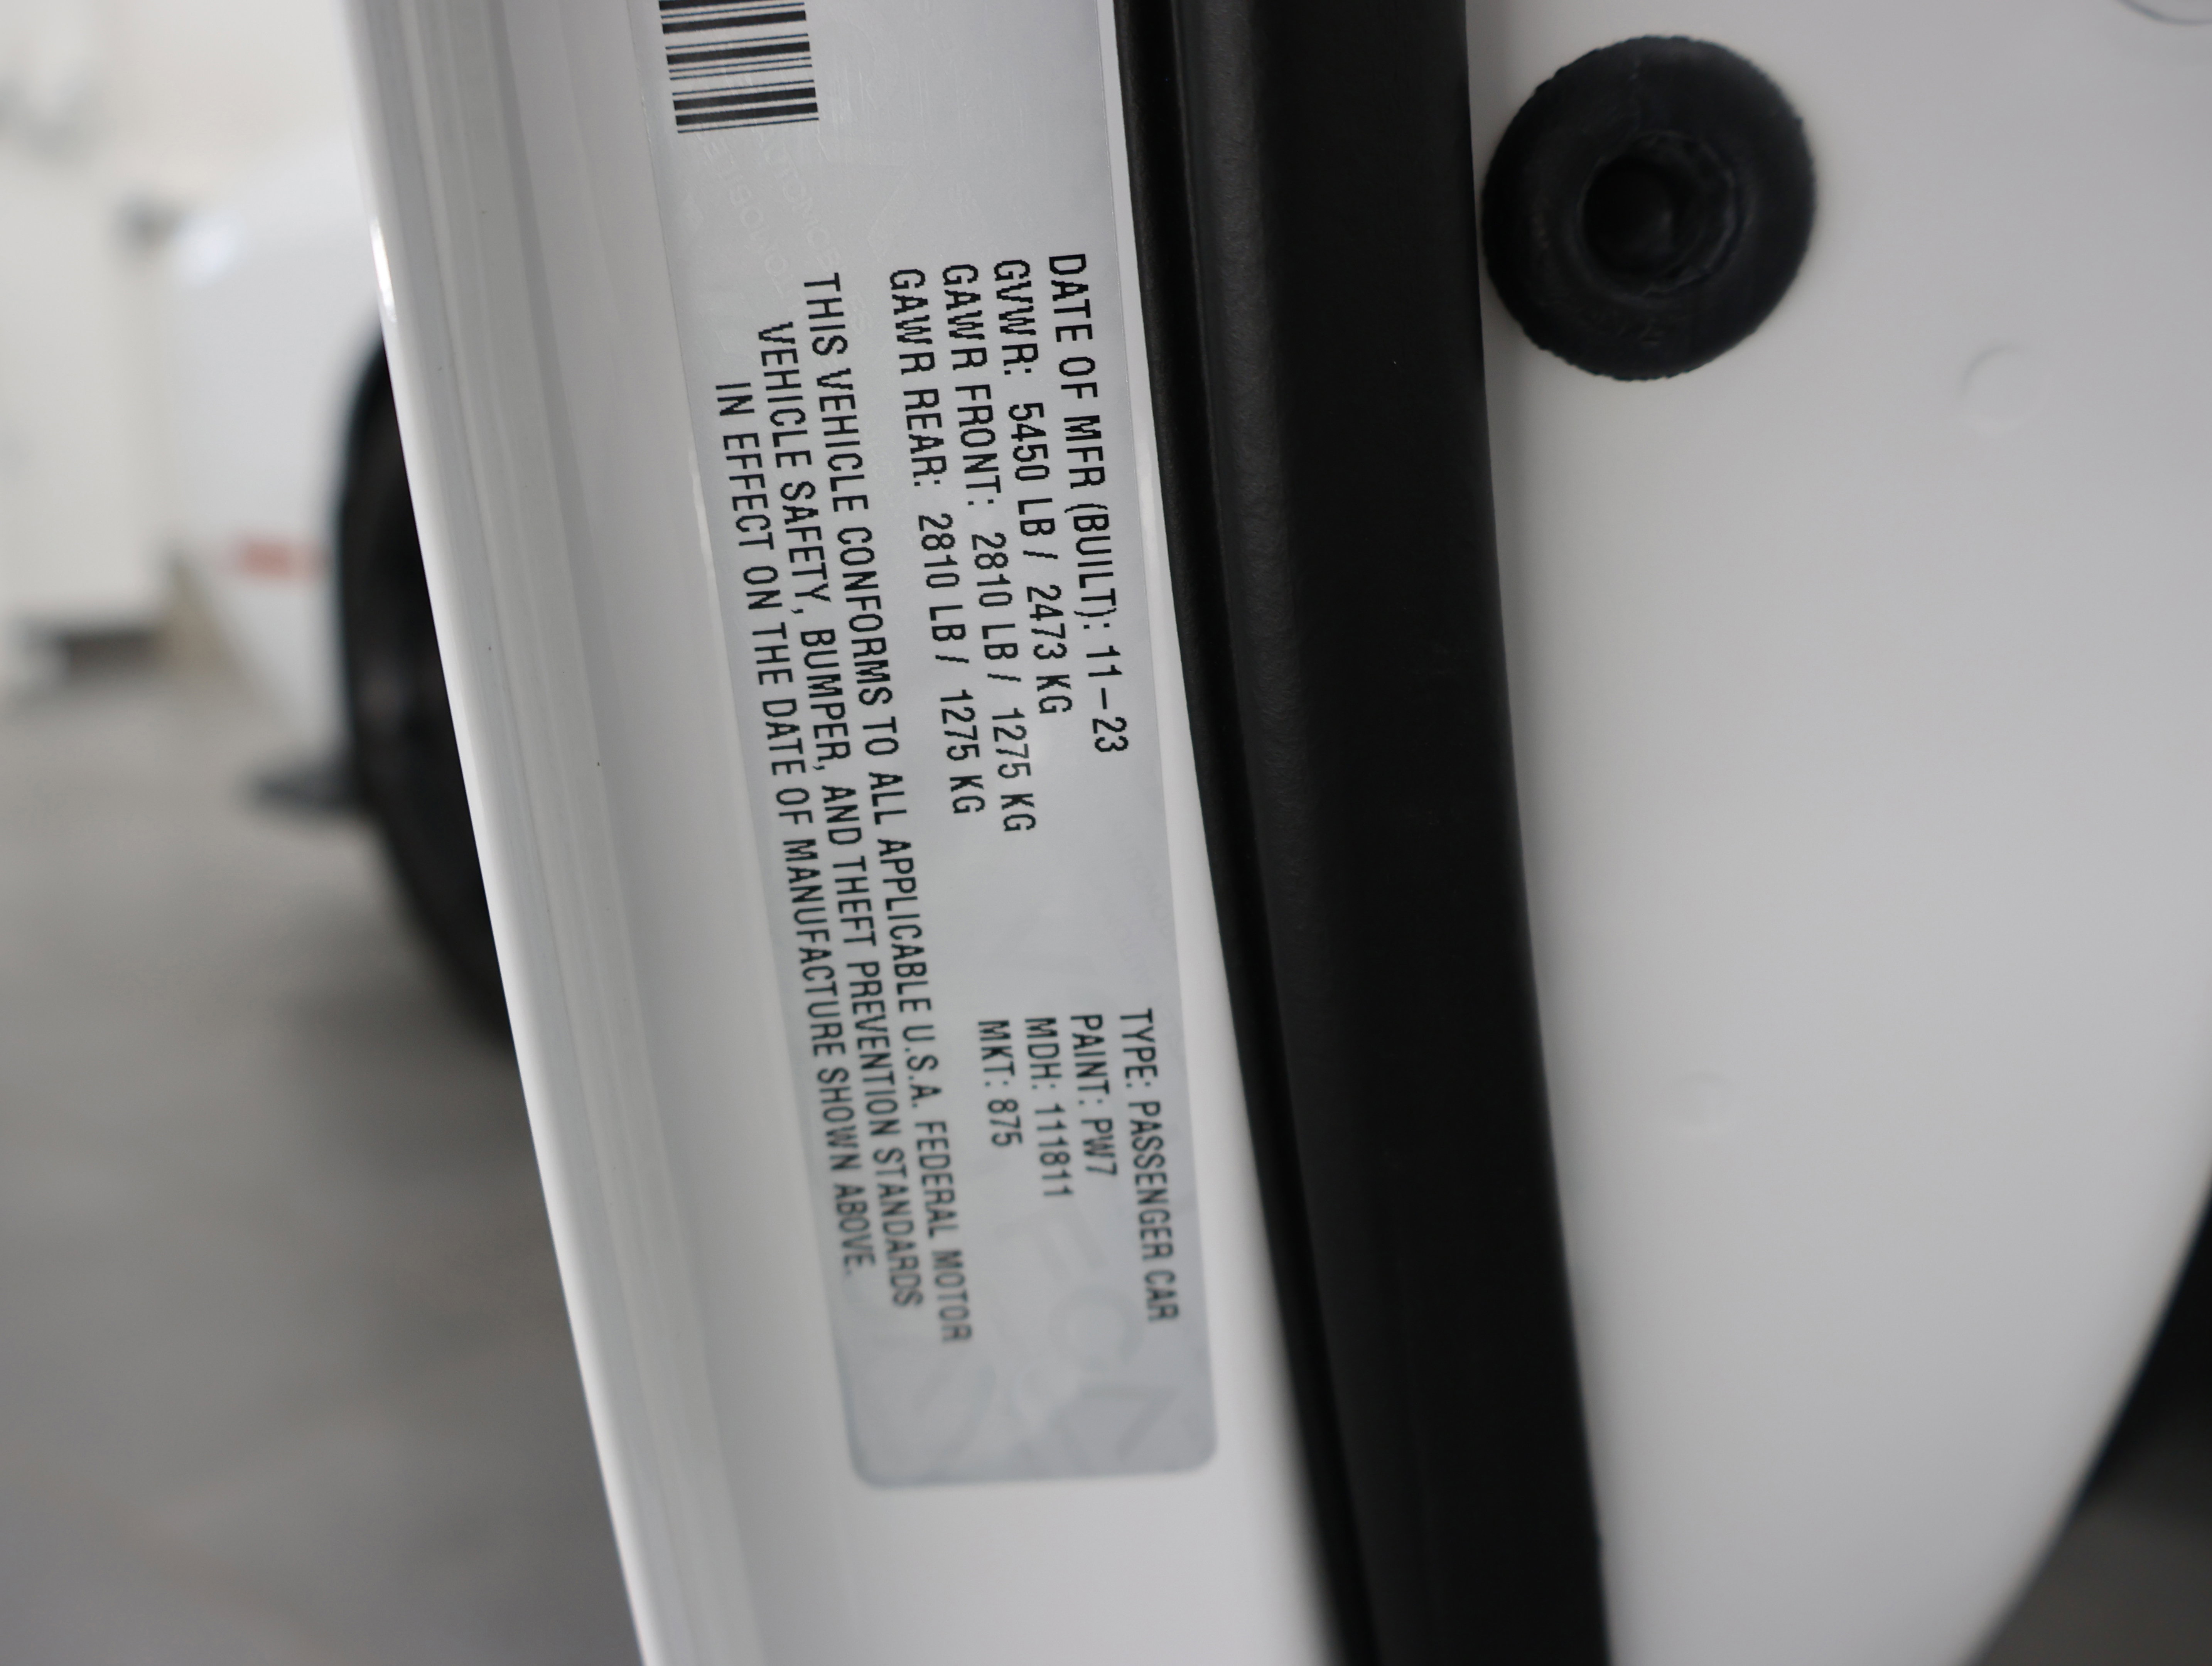 DATE OF MFR (BUILT): 11-23
GVWR: 5450 LB / 2473 KG
GAWR FRONT: 2810 LB / 1275 KG
GAWR REAR: 2810 LB / 1275 KG
TYPE: PASSENGER CAR
PAINT: PW7
MDH: 111811
MKT: 875
THIS VEHICLE CONFORMS TO ALL APPLICABLE U.S.A. FEDERAL MOTOR
VEHICLE SAFETY, BUMPER, AND THEFT PREVENTION STANDARDS
IN EFFECT ON THE DATE OF MANUFACTURE SHOWN ABOVE.